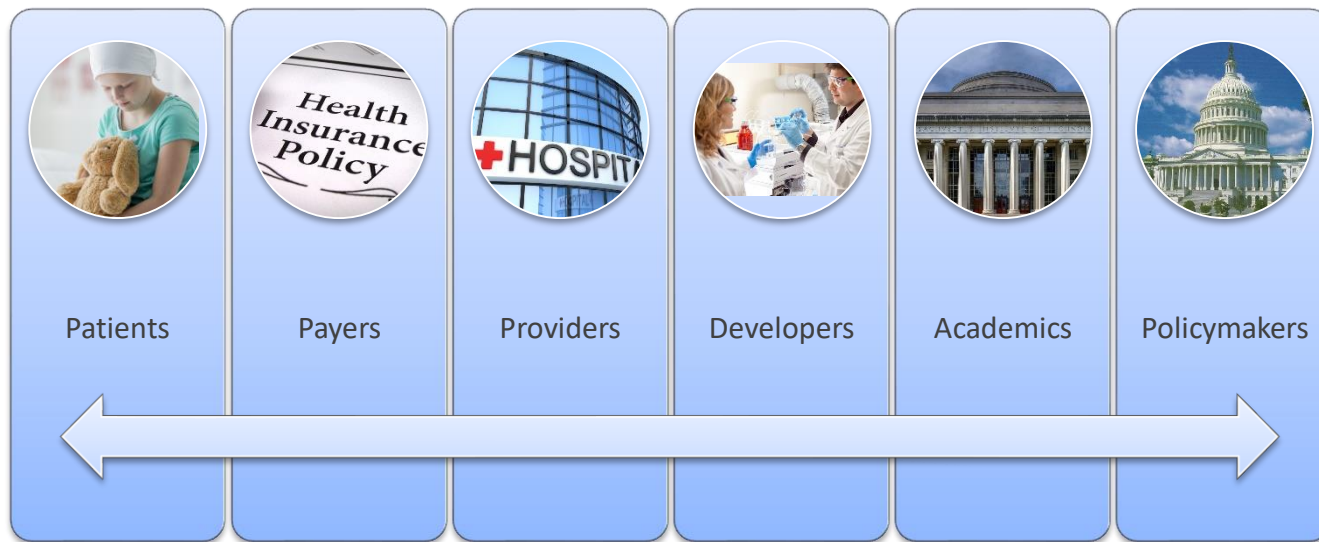 Health
Insurance
Policy
HOSPIT
Patients
Payers
Providers
Developers
Academics
Policymakers